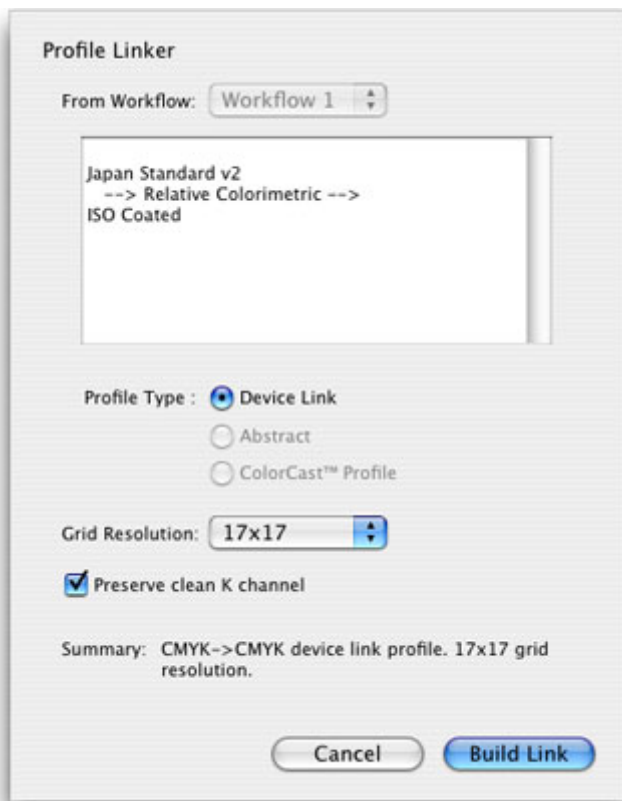 Profile Linker
From Workflow: Workflow 1
Japan Standard v2
--> Relative Colorimetric -->
ISO Coated
Profile Type : Device Link
Abstract
ColorCast™ Profile
Grid Resolution: 17x17
Preserve clean K channel
Summary: CMYK->CMYK device link profile. 17x17 grid
resolution.
Cancel Build Link